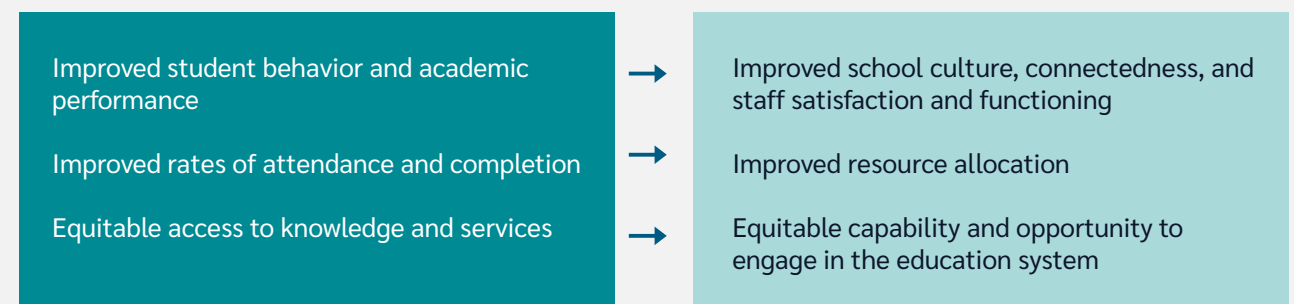 Improved student behavior and academic
performance
Improved rates of attendance and completion
Equitable access to knowledge and services
Improved school culture, connectedness, and
staff satisfaction and functioning
Improved resource allocation
Equitable capability and opportunity to
engage in the education system